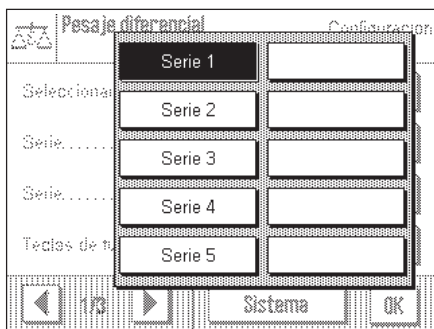 Pesaje diferencial Configuración
Serie 1
Seleccionar
Serie 2
Serie.......
Serie 3
Serie.......
Serie 4
Teclas de fu
Serie 5
1/3 Sistema OK